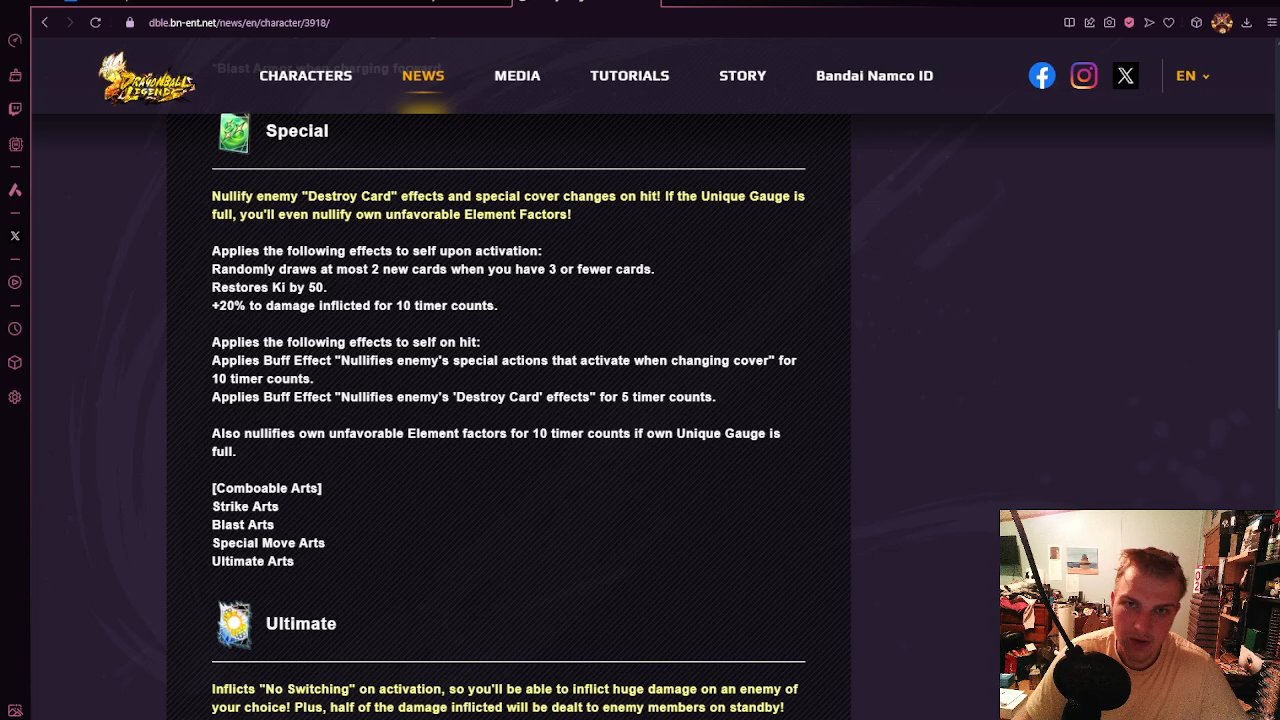 dble.bn-ent.net/news/en/character/3918/
*Blast Armor when charging forward.
DRAGONBALL
LEGENDS
CHARACTERS
NEWS
MEDIA
TUTORIALS
STORY
Bandai Namco ID
EN
Special
Nullify enemy "Destroy Card" effects and special cover changes on hit! If the Unique Gauge is
full, you'll even nullify own unfavorable Element Factors!
Applies the following effects to self upon activation:
Randomly draws at most 2 new cards when you have 3 or fewer cards.
Restores Ki by 50.
+20% to damage inflicted for 10 timer counts.
Applies the following effects to self on hit:
Applies Buff Effect "Nullifies enemy's special actions that activate when changing cover" for
10 timer counts.
Applies Buff Effect "Nullifies enemy's 'Destroy Card' effects" for 5 timer counts.
Also nullifies own unfavorable Element factors for 10 timer counts if own Unique Gauge is
full.
[Comboable Arts]
Strike Arts
Blast Arts
Special Move Arts
Ultimate Arts
Ultimate
Inflicts "No Switching" on activation, so you'll be able to inflict huge damage on an enemy of
your choice! Plus, half of the damage inflicted will be dealt to enemy members on standby!